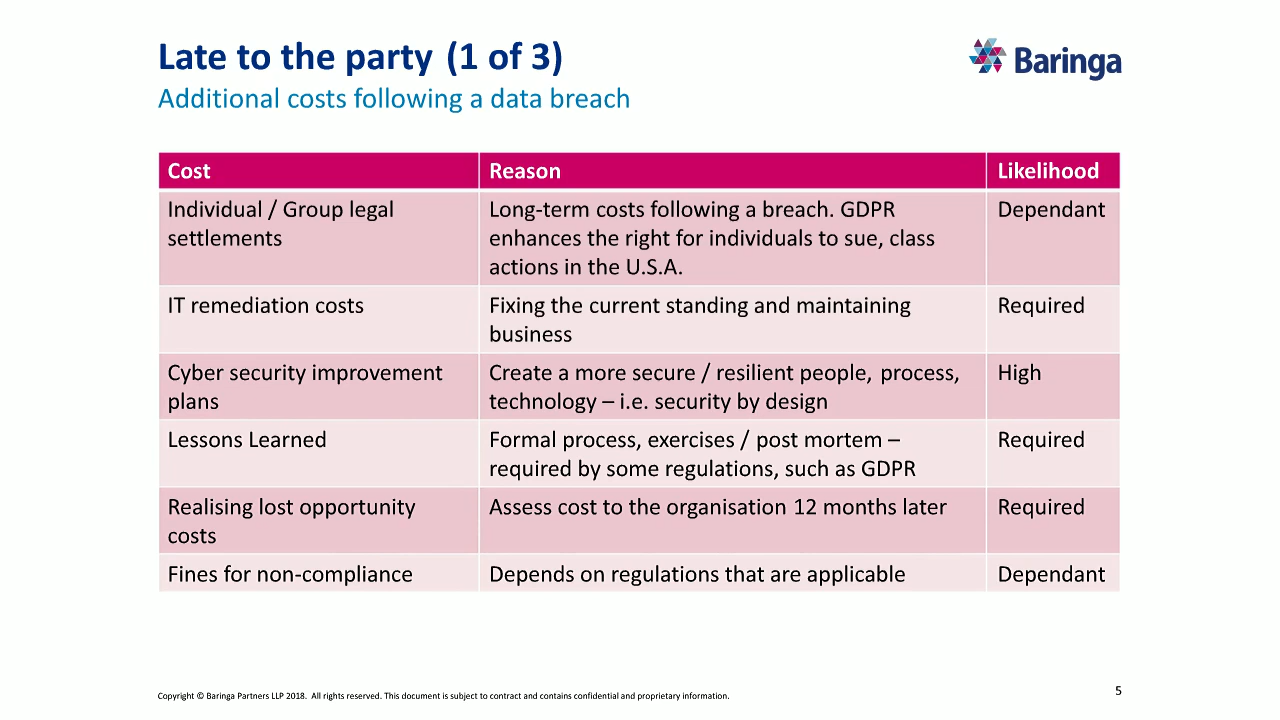 Late to the party (1 of 3)
Additional costs following a data breach
Baringa
Cost Reason Likelihood
Individual / Group legal
settlements
Long-term costs following a breach. GDPR
enhances the right for individuals to sue, class
actions in the U.S.A.
Dependant
IT remediation costs
Fixing the current standing and maintaining
business
Required
Cyber security improvement
plans
Create a more secure / resilient people, process,
technology – i.e. security by design
High
Lessons Learned
Formal process, exercises / post mortem –
required by some regulations, such as GDPR
Required
Realising lost opportunity
costs
Assess cost to the organisation 12 months later
Required
Fines for non-compliance
Depends on regulations that are applicable
Dependant
Copyright © Baringa Partners LLP 2018. All rights reserved. This document is subject to contract and contains confidential and proprietary information.
5